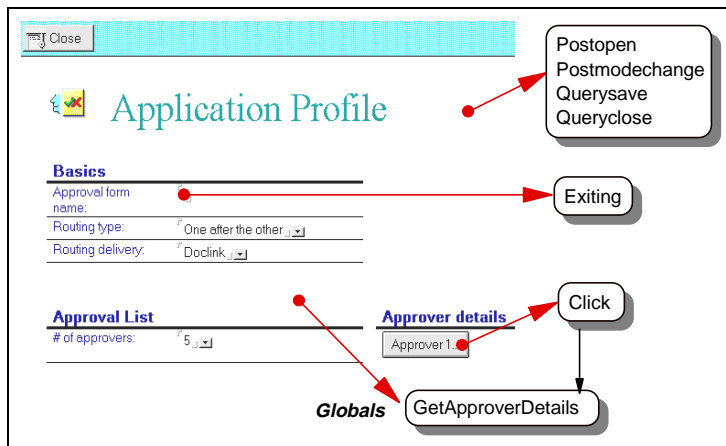 Close
Application Profile
Postopen
Postmodechange
Querysave
Queryclose
Basics
Approval form
name:
Exiting
Routing type: One after the other
Routing delivery: Doclink
Approval List
# of approvers: 5
Approver details
Approver 1...
Click
Globals
GetApproverDetails